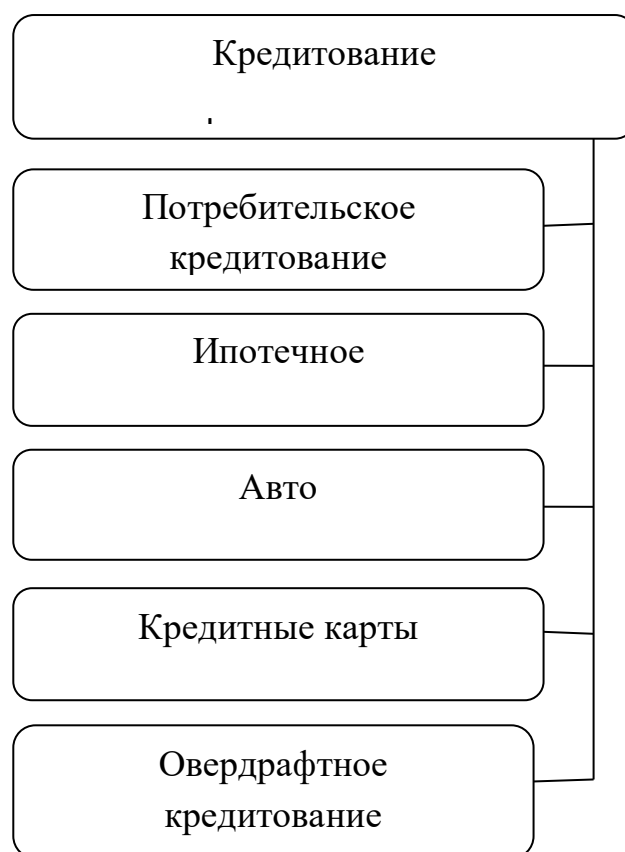 Кредитование
Потребительское
кредитование
Ипотечное
Авто
Кредитные карты
Овердрафтное
кредитование